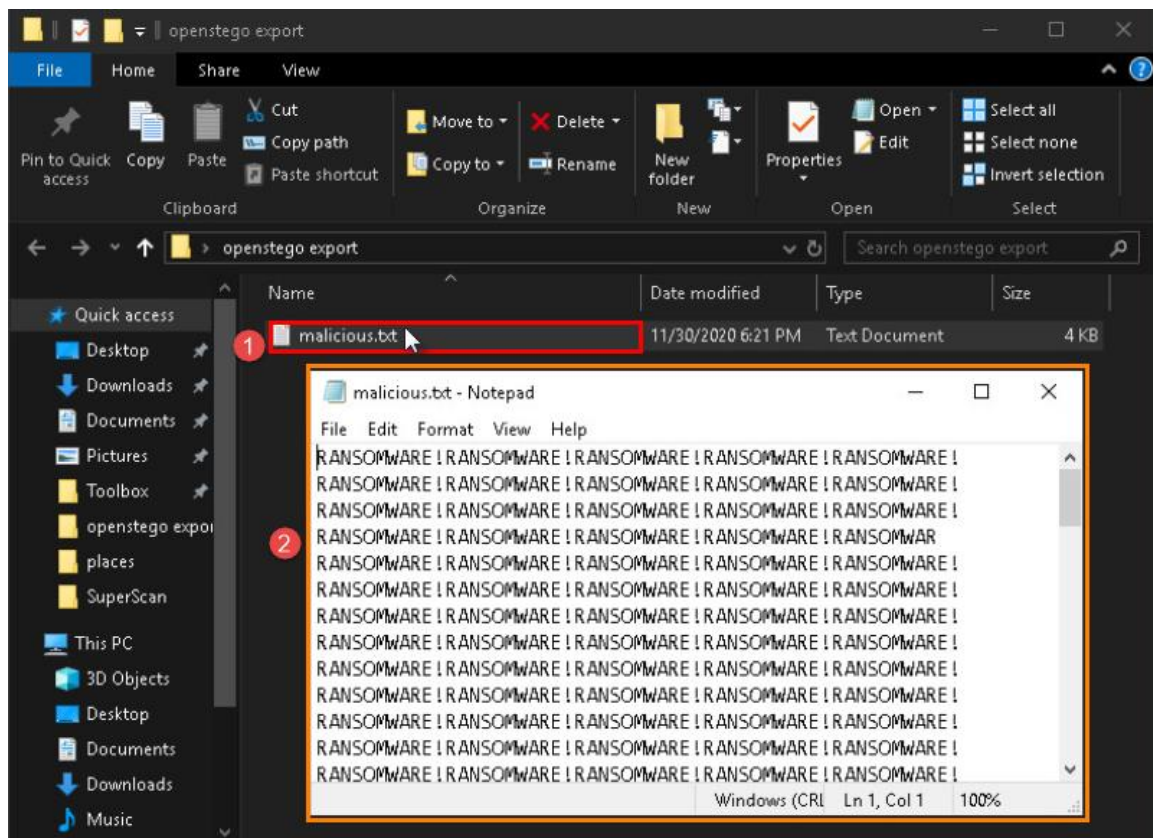 openstego export
File Home Share View
Pin to Quick access
Copy
Paste
Cut
Copy path
Paste shortcut
Move to
Copy to
Delete
Rename
New folder
Properties
Open
Edit
Select all
Select none
Invert selection
Clipboard Organize New Open Select
openstego export
Search openstego export
Name Date modified Type Size
Quick access
Desktop
Downloads
Documents
Pictures
Toolbox
openstego expor
places
SuperScan
This PC
3D Objects
Desktop
Documents
Downloads
Music
1
malicious.txt 11/30/2020 6:21 PM Text Document 4 KB
2
malicious.txt - Notepad
File Edit Format View Help
RANSOMWARE!RANSOMWARE!RANSOMWARE!RANSOMWARE!RANSOMWARE!
RANSOMWARE!RANSOMWARE!RANSOMWARE!RANSOMWARE!RANSOMWARE!
RANSOMWARE!RANSOMWARE!RANSOMWARE!RANSOMWARE!RANSOMWARE!
RANSOMWARE!RANSOMWARE!RANSOMWARE!RANSOMWARE!RANSOMWAR
RANSOMWARE!RANSOMWARE!RANSOMWARE!RANSOMWARE!RANSOMWARE!
RANSOMWARE!RANSOMWARE!RANSOMWARE!RANSOMWARE!RANSOMWARE!
RANSOMWARE!RANSOMWARE!RANSOMWARE!RANSOMWARE!RANSOMWARE!
RANSOMWARE!RANSOMWARE!RANSOMWARE!RANSOMWARE!RANSOMWARE!
RANSOMWARE!RANSOMWARE!RANSOMWARE!RANSOMWARE!RANSOMWARE!
RANSOMWARE!RANSOMWARE!RANSOMWARE!RANSOMWARE!RANSOMWARE!
RANSOMWARE!RANSOMWARE!RANSOMWARE!RANSOMWARE!RANSOMWARE!
RANSOMWARE!RANSOMWARE!RANSOMWARE!RANSOMWARE!RANSOMWARE!
RANSOMWARE!RANSOMWARE!RANSOMWARE!RANSOMWARE!RANSOMWARE!
Windows (CRL Ln 1, Col 1 100%